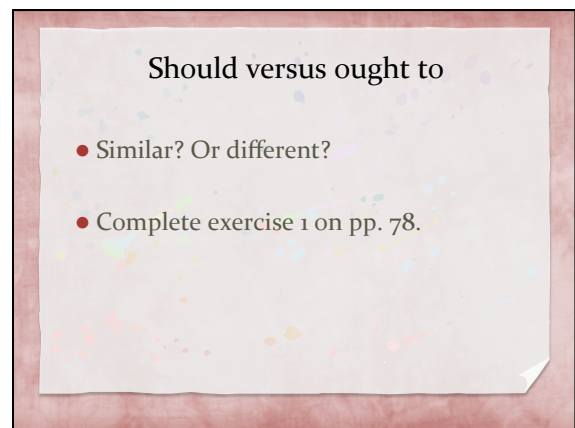 Should versus ought to
• Similar? Or different?
• Complete exercise 1 on pp. 78.